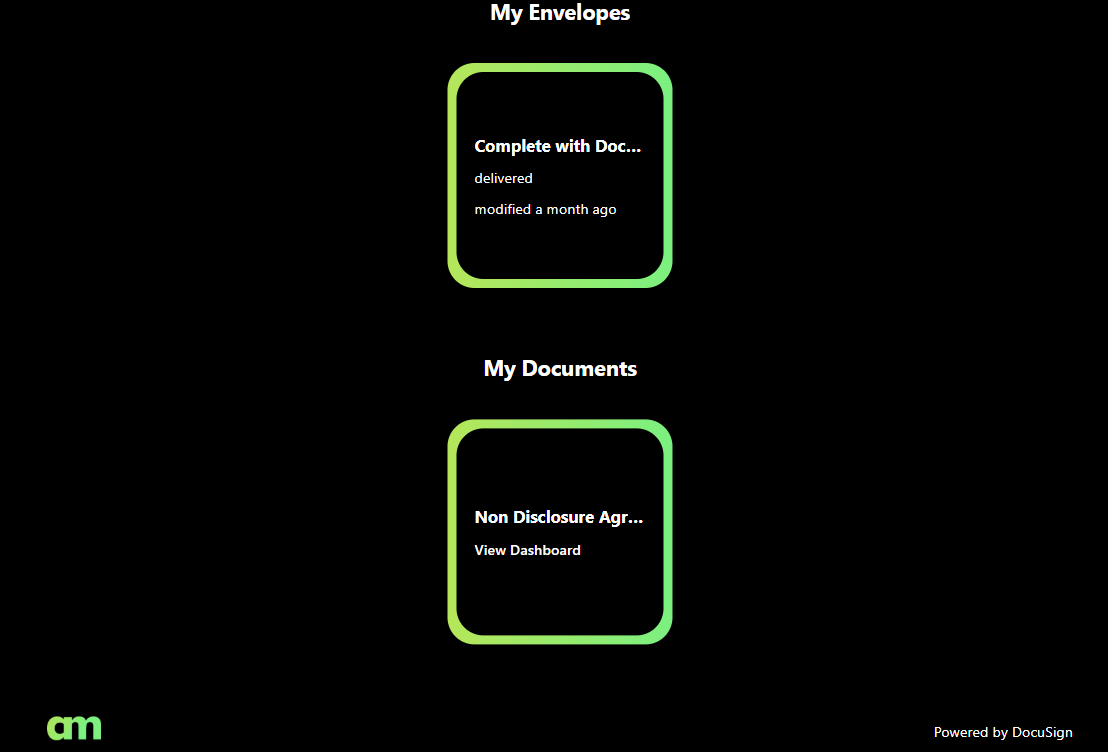 My Envelopes
Complete with Doc...
delivered
modified a month ago
My Documents
Non Disclosure Agr...
View Dashboard
am
Powered by DocuSign